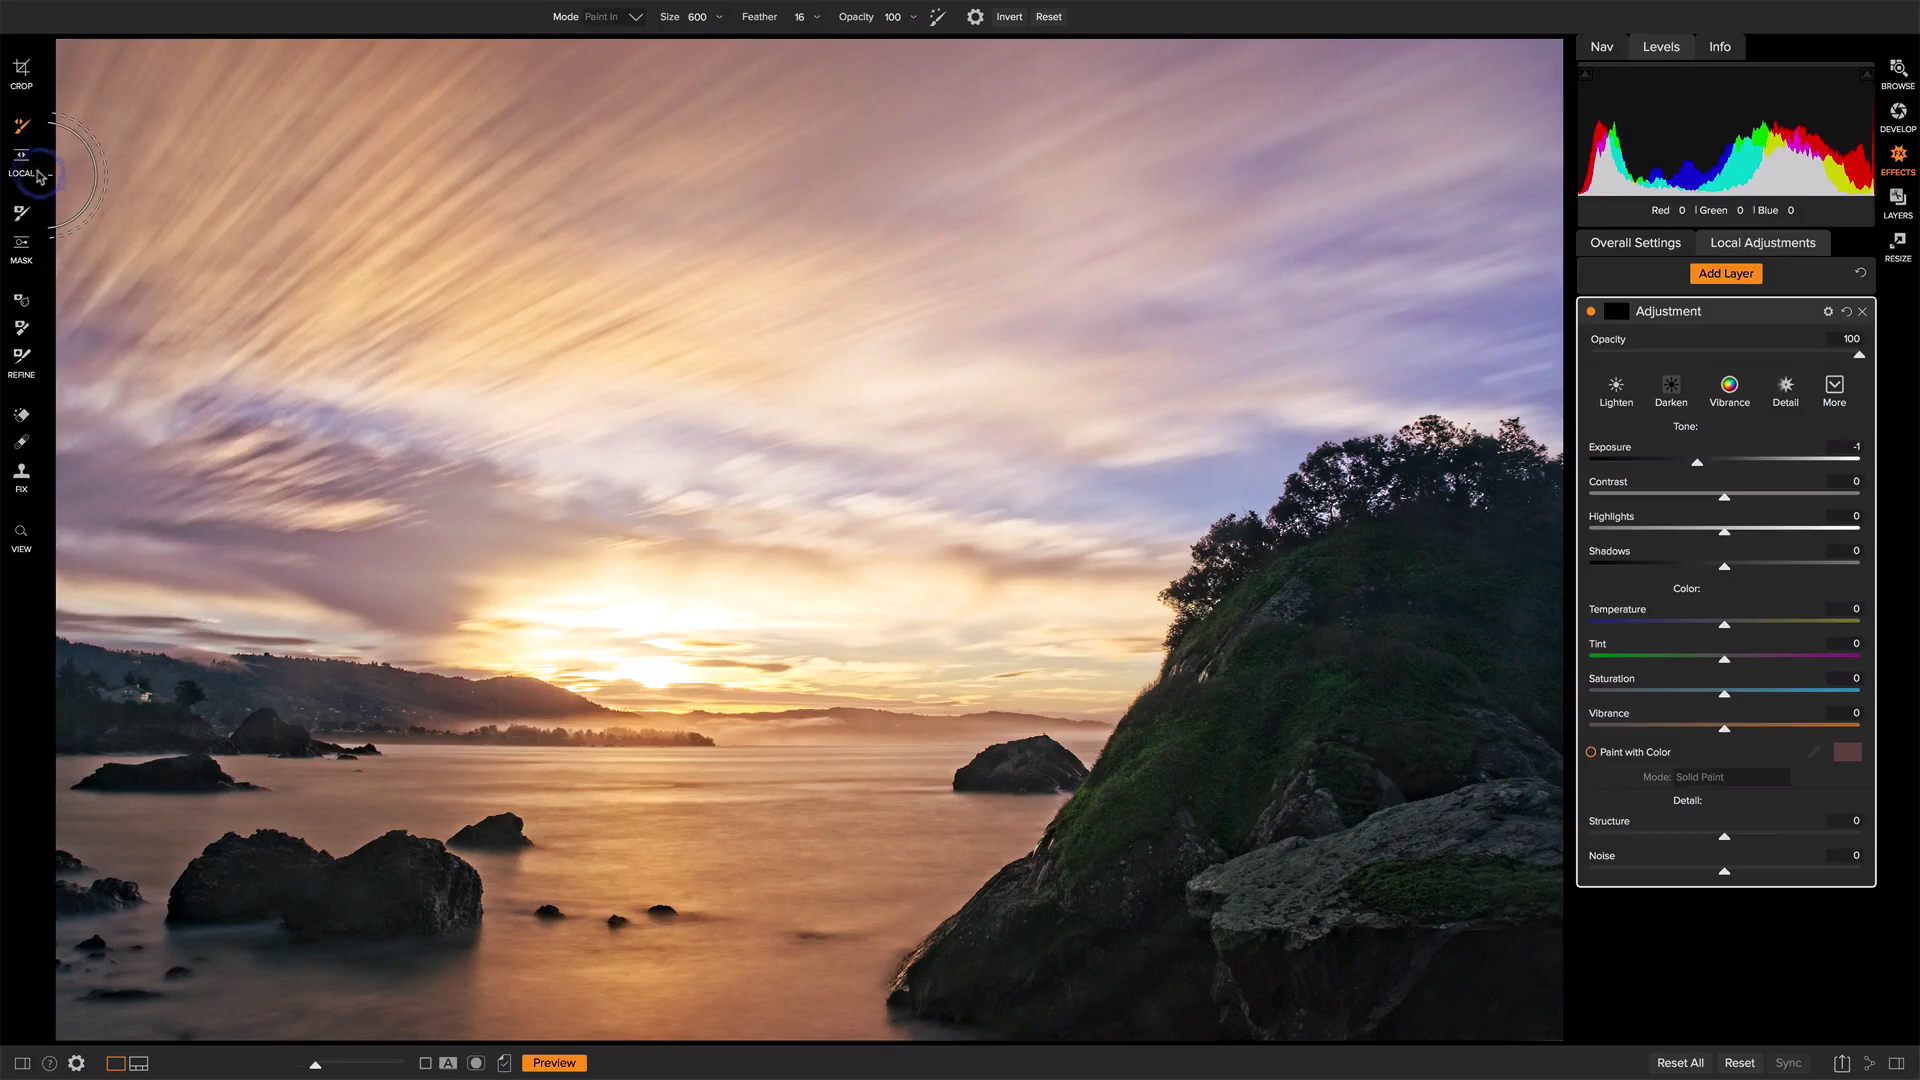 Mode Paint In Size 600 Feather 16 Opacity 100 Invert Reset
CROP
LOCAL
MASK
REFINE
FIX
VIEW
Nav Levels Info
Red 0 | Green 0 | Blue 0
Overall Settings Local Adjustments
Add Layer
Adjustment
Opacity 100
Lighten Darken Vibrance Detail More
Tone:
Exposure -1
Contrast 0
Highlights 0
Shadows 0
Color:
Temperature 0
Tint 0
Saturation 0
Vibrance 0
Paint with Color
Mode: Solid Paint
Detail:
Structure 0
Noise 0
BROWSE
DEVELOP
FX
EFFECTS
LAYERS
RESIZE
? A Preview Reset All Reset Sync